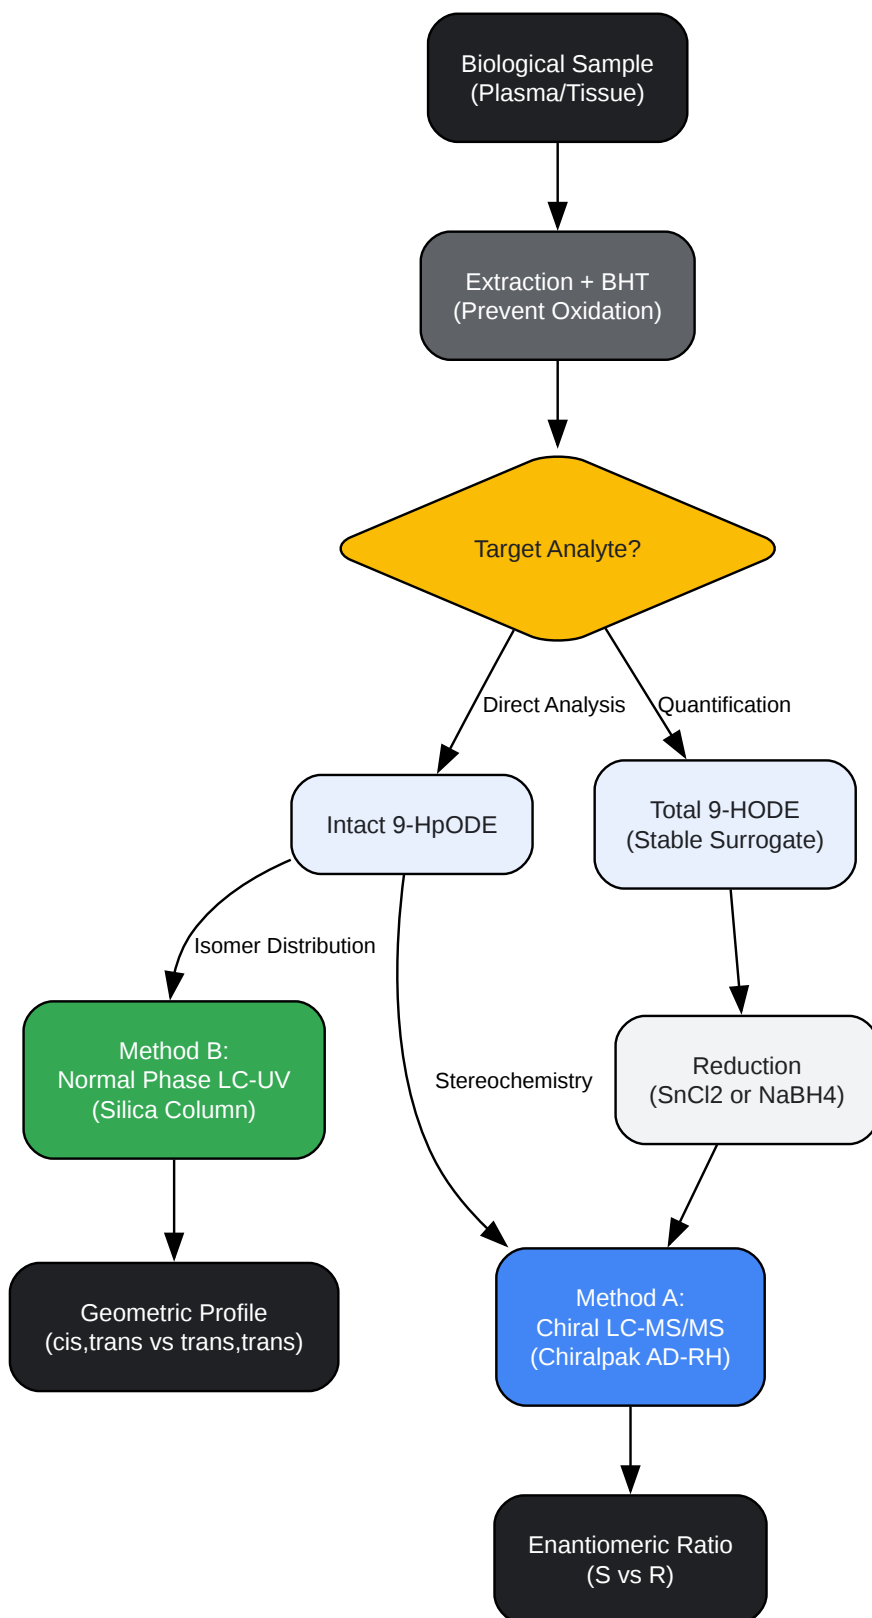 Biological Sample
(Plasma/Tissue)
Extraction + BHT
(Prevent Oxidation)
Target Analyte?
Direct Analysis
Quantification
Intact 9-HpODE
Total 9-HODE
(Stable Surrogate)
Isomer Distribution
Method B:
Normal Phase LC-UV
(Silica Column)
Stereochemistry
Reduction
(SnCl2 or NaBH4)
Geometric Profile
(cis,trans vs trans,trans)
Method A:
Chiral LC-MS/MS
(Chiralpak AD-RH)
Enantiomeric Ratio
(S vs R)